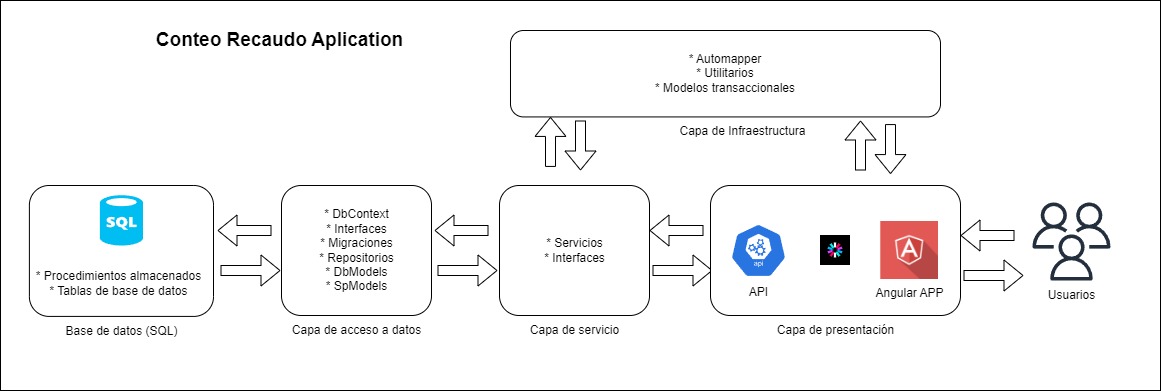 Conteo Recaudo Aplication
* Automapper
* Utilitarios
* Modelos transaccionales
Capa de Infraestructura
SQL
* Procedimientos almacenados
* Tablas de base de datos
Base de datos (SQL)
* DbContext
* Interfaces
* Migraciones
* Repositorios
* DbModels
* SpModels
Capa de acceso a datos
* Servicios
* Interfaces
Capa de servicio
api
API
A
Angular APP
Capa de presentación
Usuarios